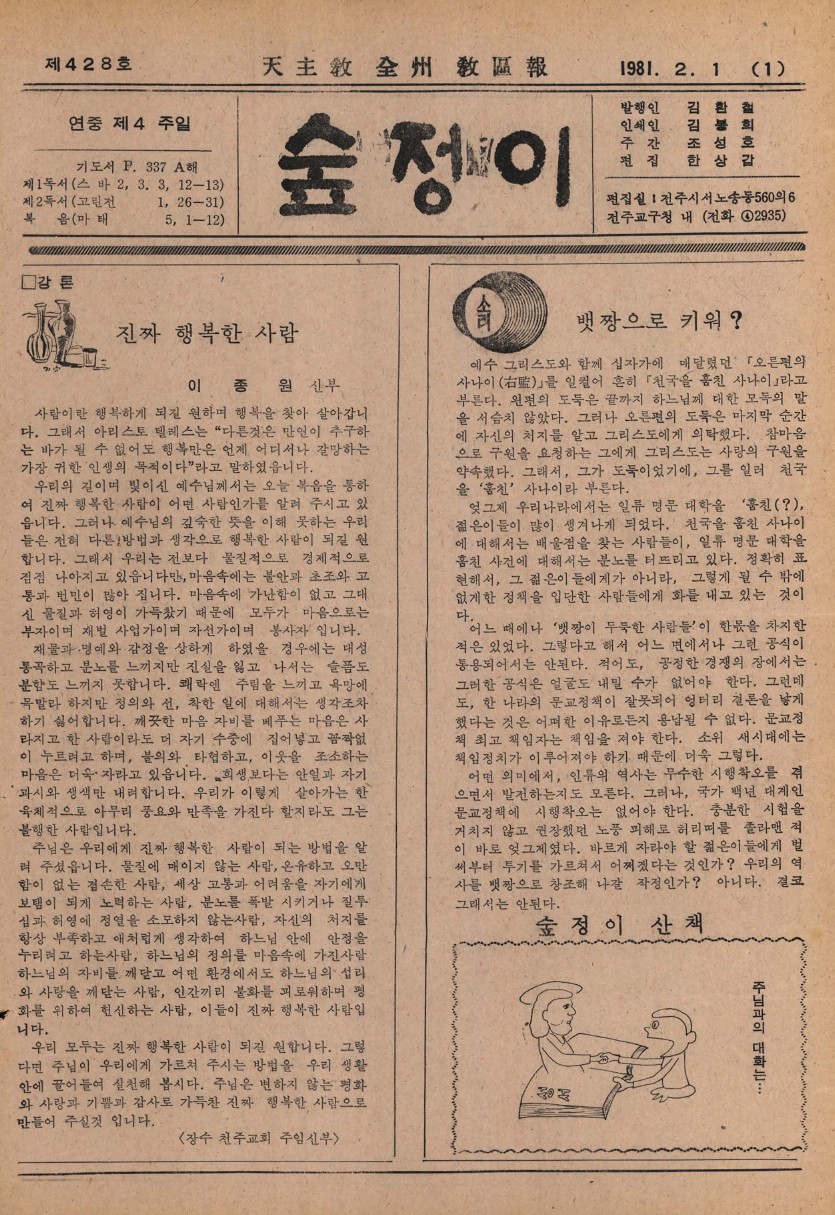 제428호
天主教 全州 敎區報
1981. 2. 1 (1)
연중 제4 주일
기도서 P. 337 A해
제1독서(스 바 2, 3. 3, 12—13)
제2독서(고린전 1, 26—31)
복 음(마 태 5, 1—12)
숲정이
발행인 김 환 철
인쇄인 김 봉 희
주 간 조 성 호
편 집 한 상 갑
편집실 : 전주시서노송동560의6
전주교구청 내 (전화 ④2935)
□강 론
진짜 행복한 사람
이 종 원 신부
사람이란 행복하게 되길 원하며 행복을 찾아 살아갑니
다. 그래서 아리스토 텔레스는 “다른것은 만인이 추구하
는 바가 될 수 없어도 행복만은 언제 어디서나 갈망하는
가장 귀한 인생의 목적이다”라고 말하였읍니다.
우리의 길이며 빛이신 예수님께서는 오늘 복음을 통하
여 진짜 행복한 사람이 어떤 사람인가를 알려 주시고 있
읍니다. 그러나 예수님의 깊숙한 뜻을 이해 못하는 우리
들은 전혀 다른 방법과 생각으로 행복한 사람이 되길 원
합니다. 그래서 우리는 전보다 물질적으로 경제적으로
점점 나아지고 있읍니다만, 마음속에는 불안과 초조와 고
통과 번민이 많아 집니다. 마음속에 가난함이 없고 그대
신 물질과 허영이 가득찼기 때문에 모두가 마음으로는
부자이며 재벌 사업가이며 자선가이며 봉사자 입니다.
재물과 명예와 감정을 상하게 하였을 경우에는 대성
통곡하고 분노를 느끼지만 진실을 잃고 나서는 슬픔도
분함도 느끼지 못합니다. 쾌락엔 주림을 느끼고 욕망에
목말라 하지만 정의와 선, 착한 일에 대해서는 생각조차
하기 싫어합니다. 깨끗한 마음 자비를 베푸는 마음은 사
라지고 한 사람이라도 더 자기 수중에 집어넣고 꼼짝없
이 누르려고 하며, 불의와 타협하고, 이웃을 조소하는
마음은 더욱 자라고 있읍니다. 희생보다는 안일과 자기
과시와 생색만 내려합니다. 우리가 이렇게 살아가는 한
육체적으로 아무리 풍요와 만족을 가진다 할지라도 그는
불행한 사람입니다.
주님은 우리에게 진짜 행복한 사람이 되는 방법을 알
려 주셨읍니다. 물질에 매이지 않는 사람, 온유하고 오만
함이 없는 겸손한 사람, 세상 고통과 어려움을 자기에게
보탬이 되게 노력하는 사람, 분노를 폭발 시키거나 질투
심과 허영에 정열을 소모하지 않는사람, 자신의 처지를
항상 부족하고 애처럽게 생각하여 하느님 안에 안정을
누리려고 하는사람, 하느님의 정의를 마음속에 가진사람
하느님의 자비를 깨닫고 어떤 환경에서도 하느님의 섭리
와 사랑을 깨닫는 사람, 인간끼리 불화를 괴로워하며 평
화를 위하여 헌신하는 사람, 이들이 진짜 행복한 사람입
니다.
우리 모두는 진짜 행복한 사람이 되길 원합니다. 그렇
다면 주님이 우리에게 가르쳐 주시는 방법을 우리 생활
안에 끌어들여 실천해 봅시다. 주님은 변하지 않는 평화
와 사랑과 기쁨과 감사로 가득찬 진짜 행복한 사람으로
만들어 주실것 입니다.
〈장수 천주교회 주임신부〉
소리
뱃짱으로 키워?
예수 그리스도와 함께 십자가에 매달렸던 「오른편의
사나이(右盜)」를 일컬어 흔히 「천국을 훔친 사나이」라고
부른다. 왼편의 도둑은 끝까지 하느님께 대한 모독의 말
을 서슴치 않았다. 그러나 오른편의 도둑은 마지막 순간
에 자신의 처지를 알고 그리스도에게 의탁했다. 참마음
으로 구원을 요청하는 그에게 그리스도는 사랑의 구원을
약속했다. 그래서, 그가 도둑이었기에, 그를 일러 천국
을 ‘훔친’ 사나이라 부른다.
엊그제 우리나라에서는 일류 명문 대학을 ‘훔친(?),
젊은이들이 많이 생겨나게 되었다. 천국을 훔친 사나이
에 대해서는 배울점을 찾는 사람들이, 일류 명문 대학을
훔친 사건에 대해서는 분노를 터뜨리고 있다. 정확히 표
현해서, 그 젊은이들에게가 아니라, 그렇게 될 수 밖에
없게한 정책을 입단한 사람들에게 화를 내고 있는 것이
다.
어느 때에나 ‘뱃짱이 두둑한 사람들’이 한몫을 차지한
적은 있었다. 그렇다고 해서 어느 면에서나 그런 공식이
통용되어서는 안된다. 적어도, 공정한 경쟁의 장에서는
그러한 공식은 얼굴도 내밀 수가 없어야 한다. 그런데
도, 한 나라의 문교정책이 잘못되어 엉터리 결론을 낳게
했다는 것은 어떠한 이유로든지 용납될 수 없다. 문교정
책 최고 책임자는 책임을 져야 한다. 소위 새시대에는
책임정치가 이루어져야 하기 때문에 더욱 그렇다.
어떤 의미에서, 인류의 역사는 무수한 시행착오를 겪
으면서 발전하는지도 모른다. 그러나, 국가 백년 대계인
문교정책에 시행착오는 없어야 한다. 충분한 시험을
거치지 않고 권장했던 노풍 피해로 허리띠를 졸라맨 적
이 바로 엊그제였다. 바르게 자라야 할 젊은이들에게 벌
써부터 투기를 가르쳐서 어쩌겠다는 것인가? 우리의 역
사를 뱃짱으로 창조해 나갈 작정인가? 아니다. 결코
그래서는 안된다.
숲정이 산책
주님과의 대화는…